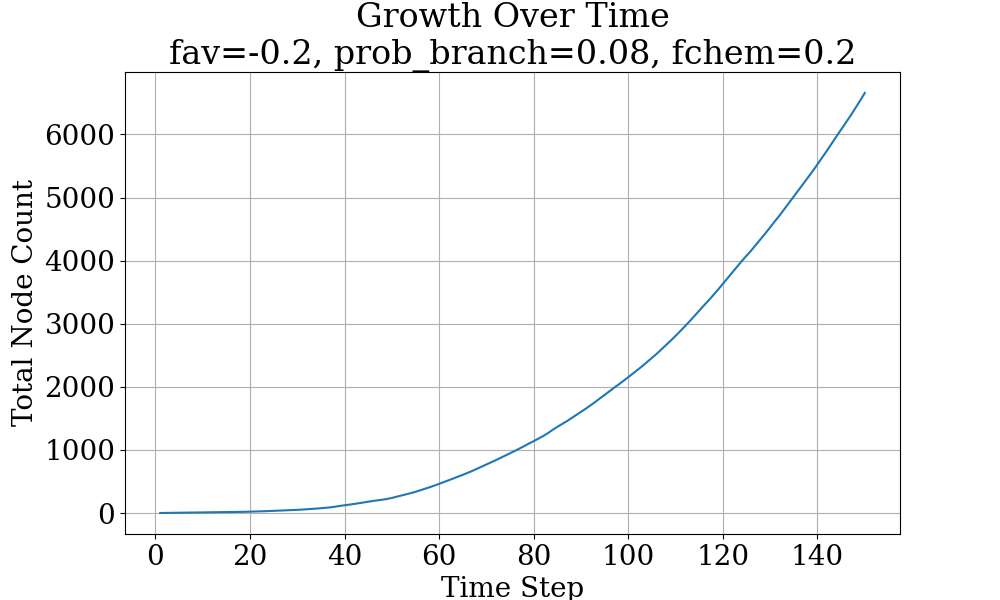 Growth Over Time
fav=-0.2, prob_branch=0.08, fchem=0.2
Total Node Count
6000
5000
4000
3000
2000
1000
0
0 20 40 60 80 100 120 140
Time Step